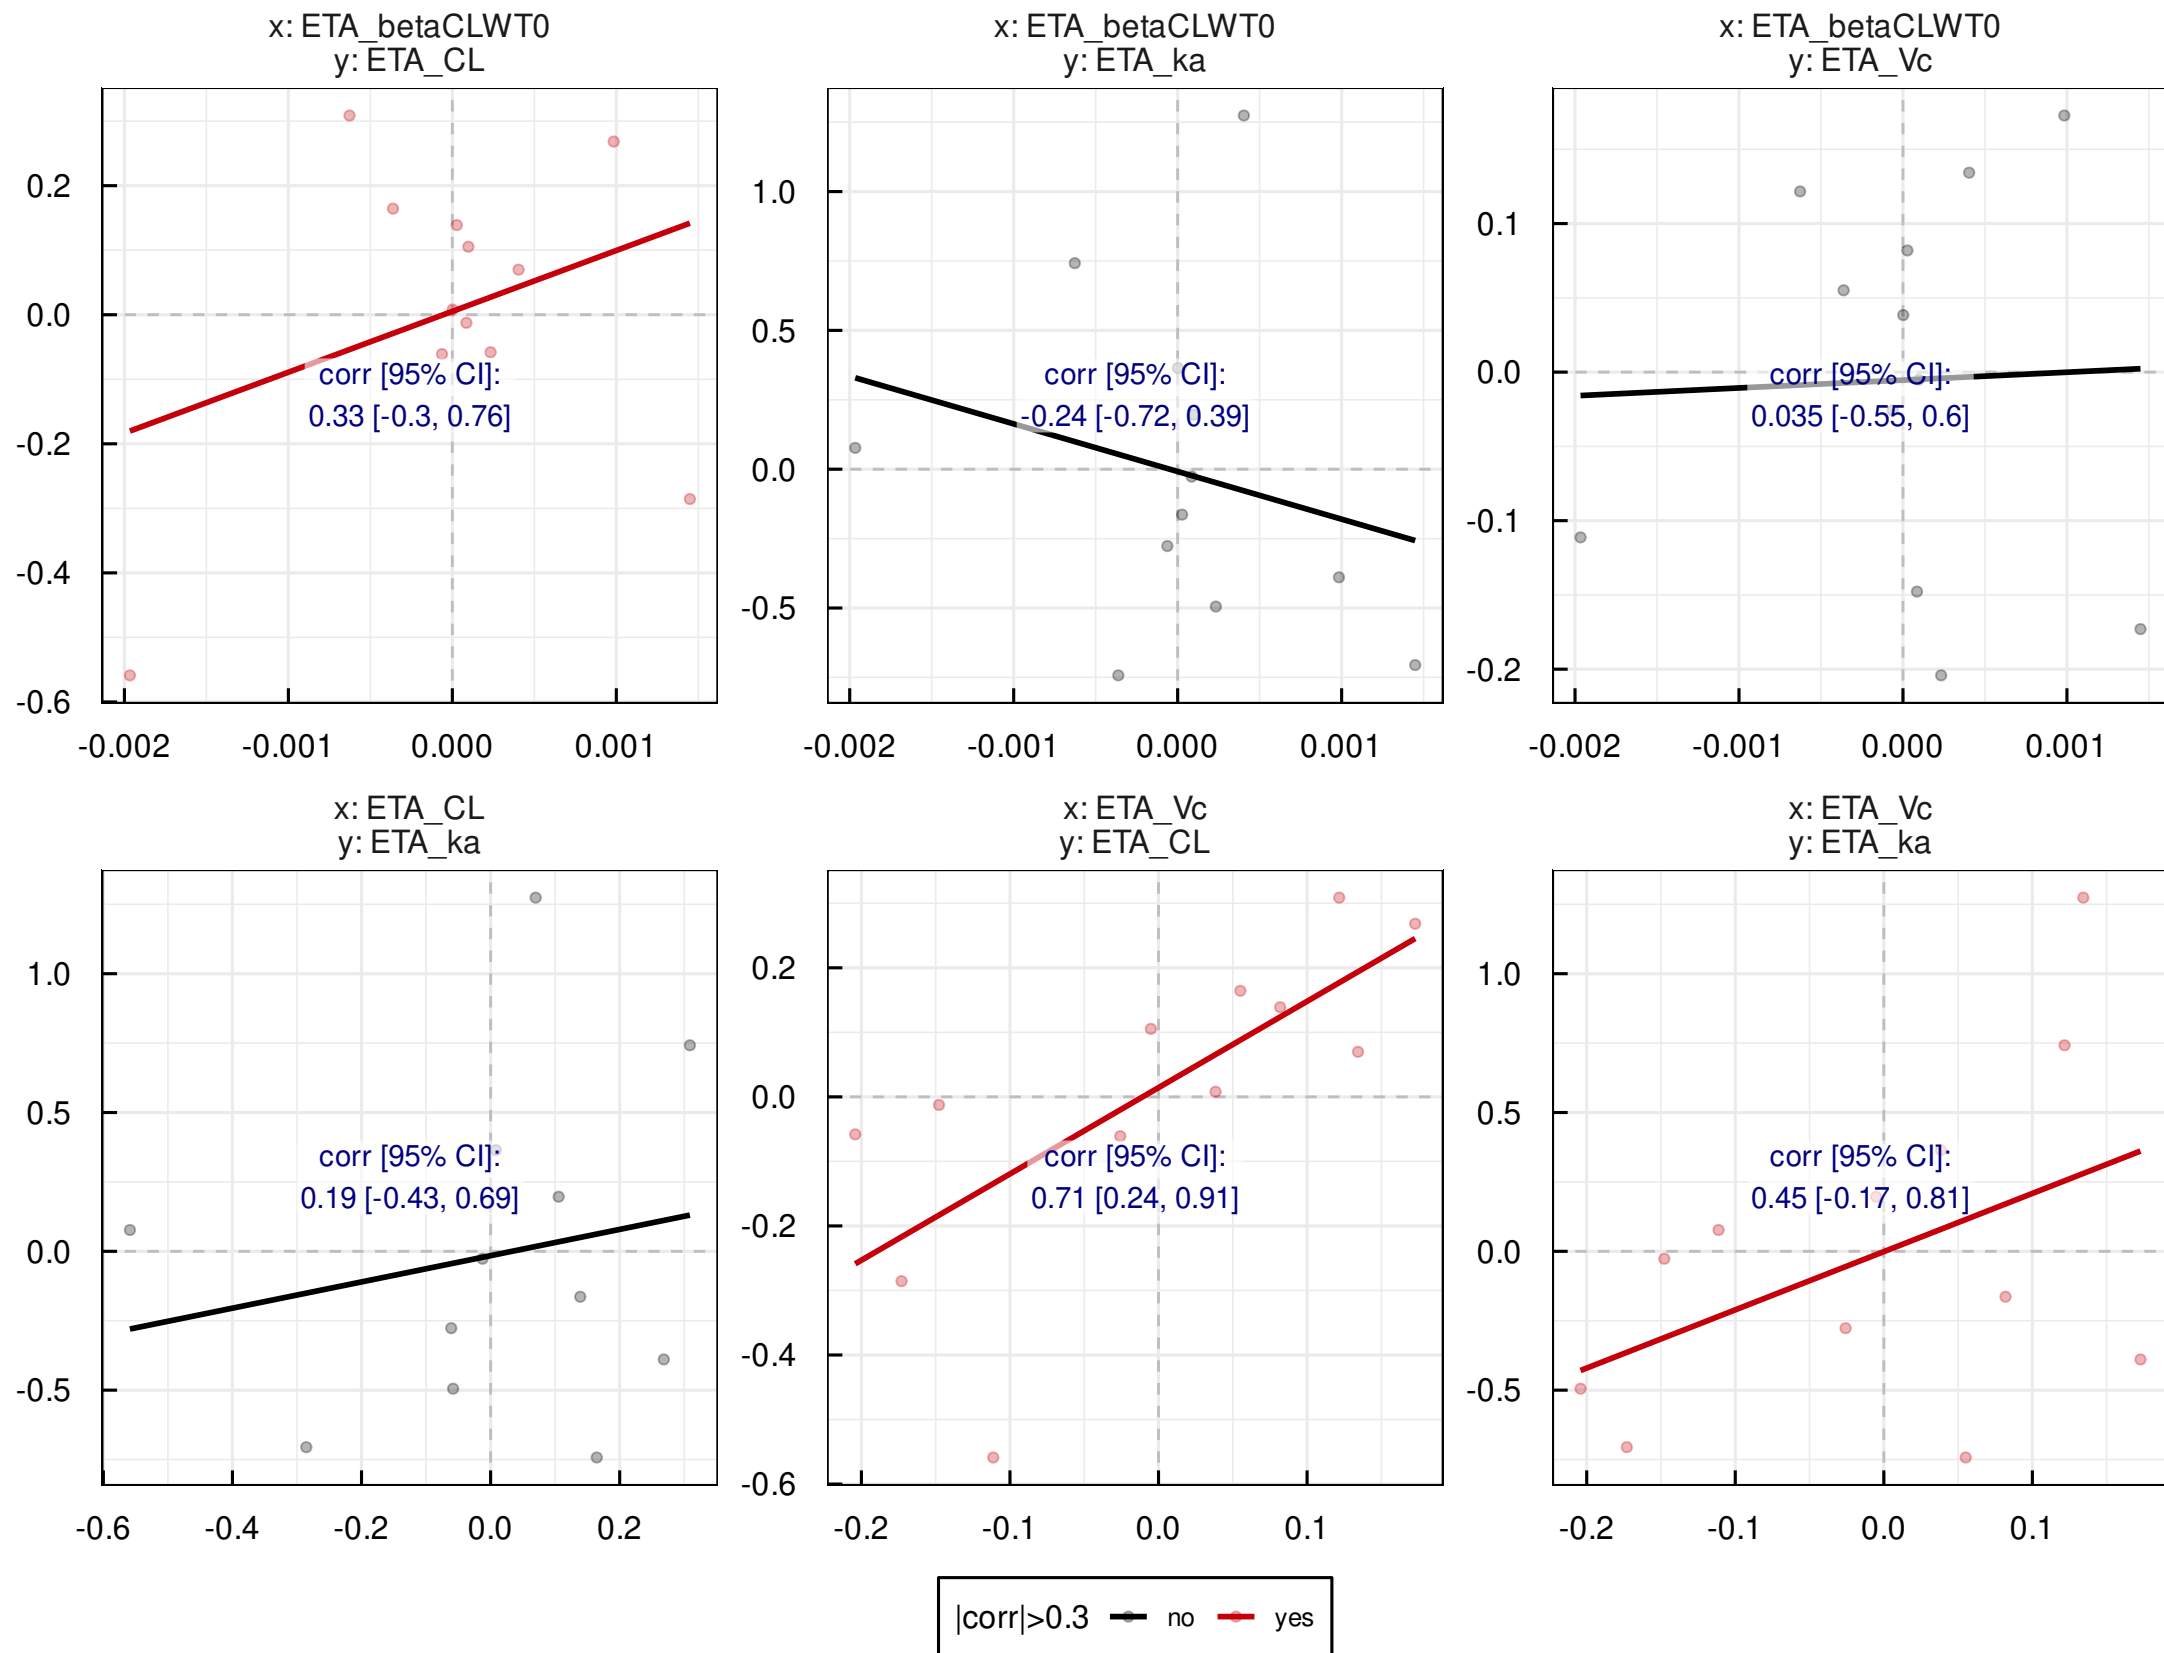 x: ETA_betaCLWT0
y: ETA_CL
x: ETA_betaCLWT0
y: ETA_ka
x: ETA_betaCLWT0
y: ETA_Vc
0.2
0.0
-0.2
-0.4
-0.6
corr [95% CI]:
0.33 [-0.3, 0.76]
-0.002 -0.001 0.000 0.001
1.0
0.5
0.0
-0.5
corr [95% CI]:
-0.24 [-0.72, 0.39]
-0.002 -0.001 0.000 0.001
0.1
0.0
-0.1
-0.2
corr [95% CI]:
0.035 [-0.55, 0.6]
-0.002 -0.001 0.000 0.001
x: ETA_CL
y: ETA_ka
x: ETA_Vc
y: ETA_CL
x: ETA_Vc
y: ETA_ka
1.0
0.5
0.0
-0.5
corr [95% CI]:
0.19 [-0.43, 0.69]
-0.6 -0.4 -0.2 0.0 0.2
0.2
0.0
-0.2
-0.4
-0.6
corr [95% CI]:
0.71 [0.24, 0.91]
-0.2 -0.1 0.0 0.1
1.0
0.5
0.0
-0.5
corr [95% CI]:
0.45 [-0.17, 0.81]
-0.2 -0.1 0.0 0.1
|corr|>0.3 no yes